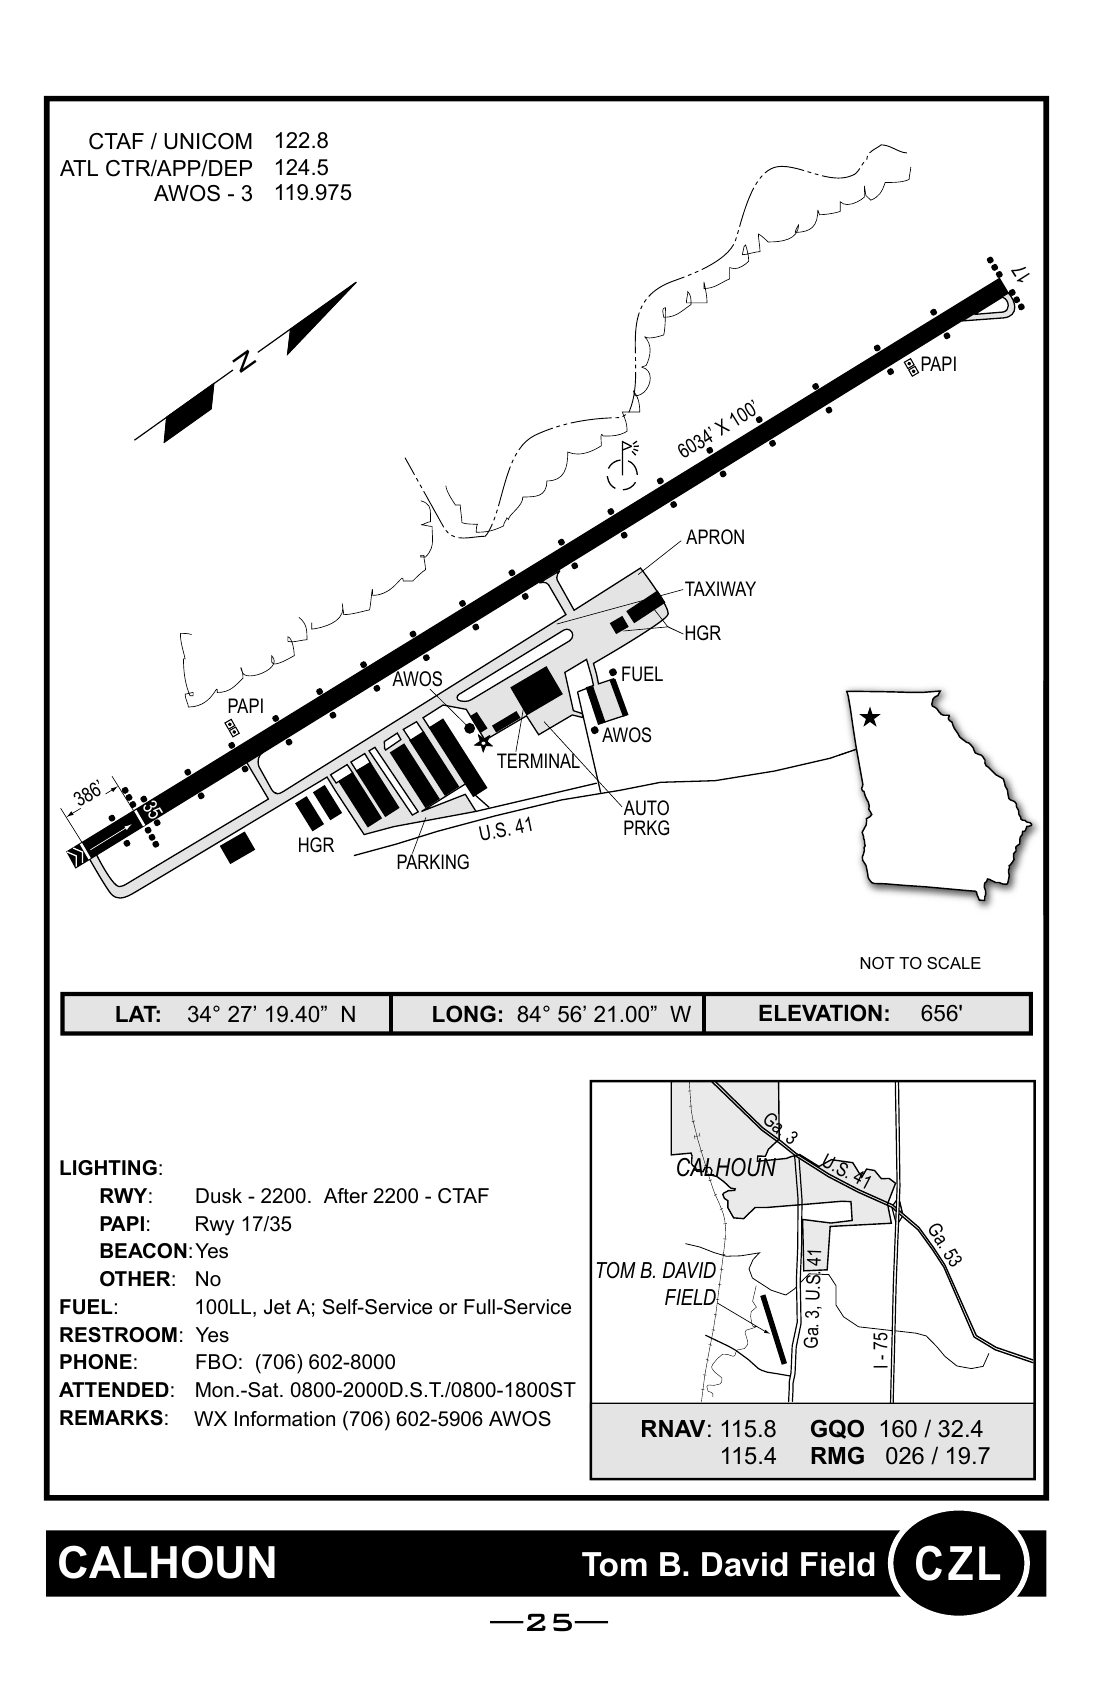 CTAF / UNICOM 122.8
ATL CTR/APP/DEP 124.5
AWOS - 3 119.975
17
N
PAPI
6034’ X 100’
APRON
TAXIWAY
HGR
AWOS
FUEL
PAPI
AWOS
TERMINAL
386’
35
AUTO
PRKG
U.S. 41
HGR
PARKING
NOT TO SCALE
LAT: 34° 27’ 19.40” N LONG: 84° 56’ 21.00” W ELEVATION: 656'
Ga. 3
CALHOUN
U.S. 41
Ga. 53
TOM B. DAVID
FIELD
Ga. 3, U.S. 41
I - 75
LIGHTING:
RWY: Dusk - 2200. After 2200 - CTAF
PAPI: Rwy 17/35
BEACON: Yes
OTHER: No
FUEL: 100LL, Jet A; Self-Service or Full-Service
RESTROOM: Yes
PHONE: FBO: (706) 602-8000
ATTENDED: Mon.-Sat. 0800-2000D.S.T./0800-1800ST
REMARKS: WX Information (706) 602-5906 AWOS
RNAV: 115.8 GQO 160 / 32.4
115.4 RMG 026 / 19.7
CALHOUN Tom B. David Field CZL
—25—